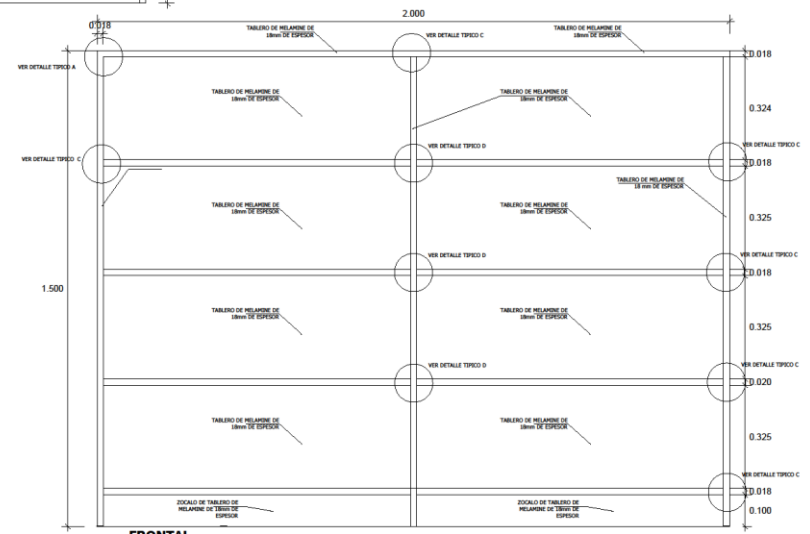 2.000
0.018
TABLERO DE MELAMINE DE
18mm DE ESPESOR
VER DETALLE TIPICO C
TABLERO DE MELAMINE DE
18mm DE ESPESOR
VER DETALLE TIPICO A
0.018
TABLERO DE MELAMINE DE
18mm DE ESPESOR
TABLERO DE MELAMINE DE
18mm DE ESPESOR
0.324
VER DETALLE TIPICO C
VER DETALLE TIPICO D
VER DETALLE TIPICO C
0.018
TABLERO DE MELAMINE DE
18 mm DE ESPESOR
TABLERO DE MELAMINE DE
18mm DE ESPESOR
TABLERO DE MELAMINE DE
18mm DE ESPESOR
0.325
VER DETALLE TIPICO D
VER DETALLE TIPICO C
0.018
1.500
TABLERO DE MELAMINE DE
18mm DE ESPESOR
TABLERO DE MELAMINE DE
18mm DE ESPESOR
0.325
VER DETALLE TIPICO D
VER DETALLE TIPICO C
0.020
TABLERO DE MELAMINE DE
18mm DE ESPESOR
TABLERO DE MELAMINE DE
18mm DE ESPESOR
0.325
VER DETALLE TIPICO C
0.018
ZOCALO DE TABLERO DE
MELAMINE DE 18mm DE
ESPESOR
ZOCALO DE TABLERO DE
MELAMINE DE 18mm DE
ESPESOR
0.100
FRONTAL